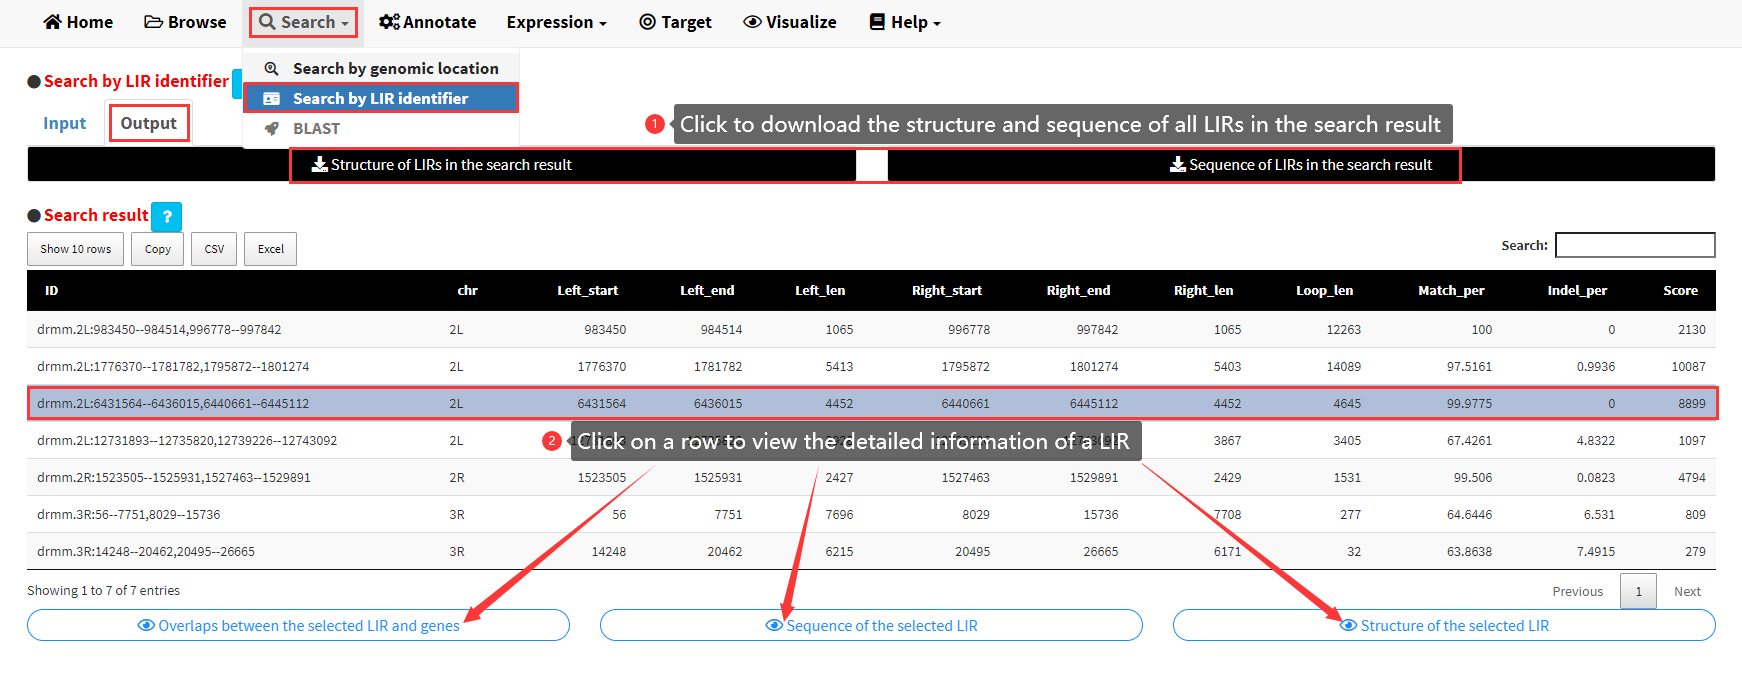 Home Browse Search Annotate Expression Target Visualize Help
Search by genomic location
Search by LIR identifier
BLAST
Search by LIR identifier
Input Output
1 Click to download the structure and sequence of all LIRs in the search result
Structure of LIRs in the search result Sequence of LIRs in the search result
Search result ?
Show 10 rows Copy CSV Excel Search:
ID chr Left_start Left_end Left_len Right_start Right_end Right_len Loop_len Match_per Indel_per Score
drmm.2L:983450--984514,996778--997842 2L 983450 984514 1065 996778 997842 1065 12263 100 0 2130
drmm.2L:1776370--1781782,1795872--1801274 2L 1776370 1781782 5413 1795872 1801274 5403 14089 97.5161 0.9936 10087
drmm.2L:6431564--6436015,6440661--6445112 2L 6431564 6436015 4452 6440661 6445112 4452 4645 99.9775 0 8899
drmm.2L:12731893--12735820,12739226--12743092 2L 3867 3405 67.4261 4.8322 1097
2 Click on a row to view the detailed information of a LIR
drmm.2R:1523505--1525931,1527463--1529891 2R 1523505 1525931 2427 1527463 1529891 2429 1531 99.506 0.0823 4794
drmm.3R:56--7751,8029--15736 3R 56 7751 7696 8029 15736 7708 277 64.6446 6.531 809
drmm.3R:14248--20462,20495--26665 3R 14248 20462 6215 20495 26665 6171 32 63.8638 7.4915 279
Showing 1 to 7 of 7 entries Previous 1 Next
Overlaps between the selected LIR and genes Sequence of the selected LIR Structure of the selected LIR